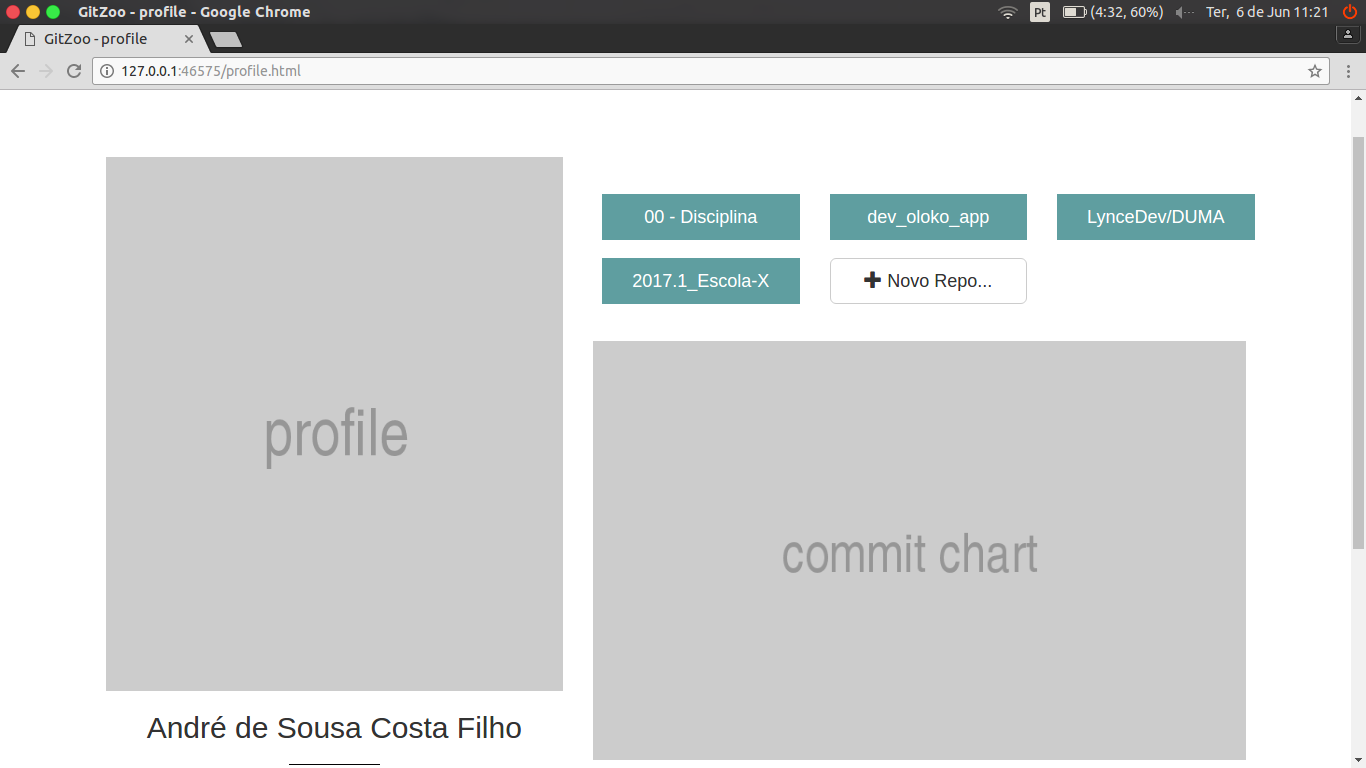 GitZoo - profile - Google Chrome
Pt
(4:32, 60%)
Ter, 6 de Jun 11:21
GitZoo - profile
127.0.0.1:46575/profile.html
00 - Disciplina
dev_oloko_app
LynceDev/DUMA
2017.1_Escola-X
Novo Repo...
profile
commit chart
André de Sousa Costa Filho